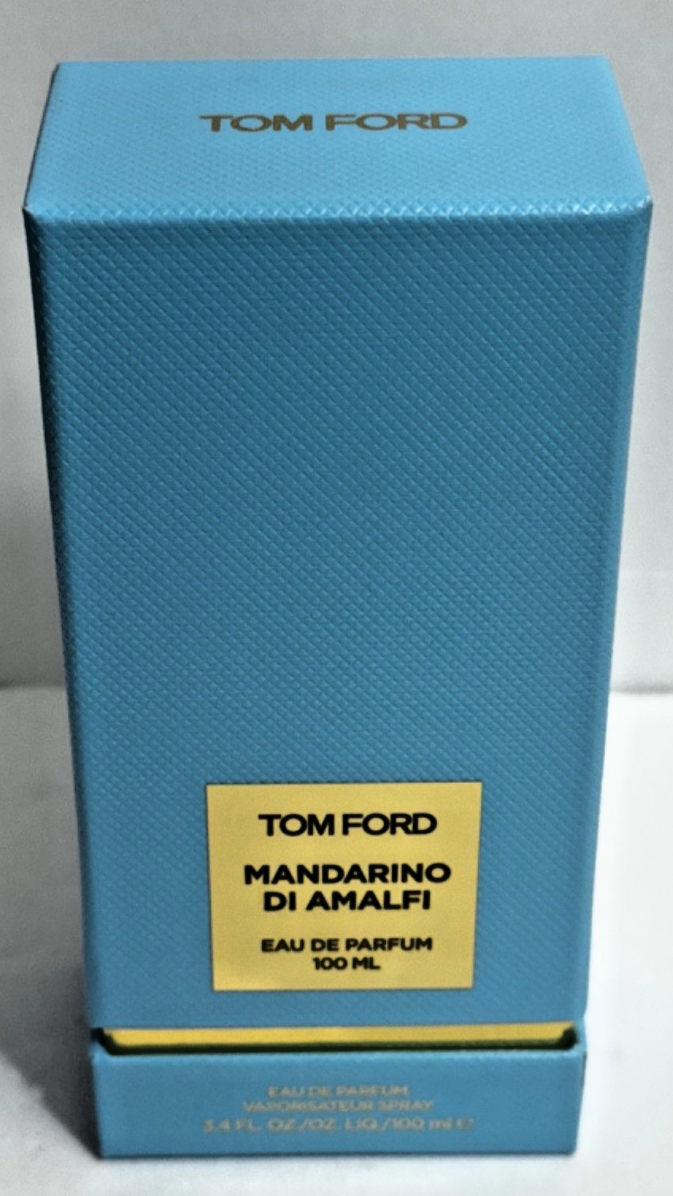 TOM FORD
TOM FORD
MANDARINO
DI AMALFI
EAU DE PARFUM
100 ML
EAU DE PARFUM
VAPORISATEUR SPRAY
3.4 FL. OZ./OZ. LIQ./100 ml ℮